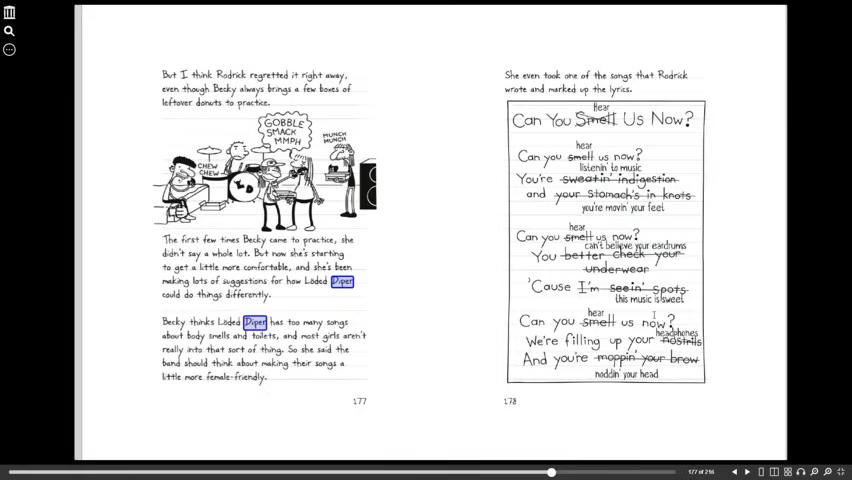 But I think Rodrick regretted it right away,
even though Becky always brings a few boxes of
leftover donuts to practice.
GOBBLE
SMACK
MMPH
MUNCH
MUNCH
CHEW
CHEW
L D
The first few times Becky came to practice, she
didn't say a whole lot. But now she's starting
to get a little more comfortable, and she's been
making lots of suggestions for how Löded Diper
could do things differently.
Becky thinks Löded Diper has too many songs
about body smells and toilets, and most girls aren't
really into that sort of thing. So she said the
band should think about making their songs a
little more female-friendly.
177
She even took one of the songs that Rodrick
wrote and marked up the lyrics.
Hear
Can You Smell Us Now?
hear
Can you smell us now?
listenin' to music
You're sweatin' indigestion
and your stomach's in knots
you're movin' your feet
hear
Can you smell us now?
can't believe your eardrums
You better check your
underwear
'Cause I'm seein' spots
this music is sweet
hear
Can you smell us now?
headphones
We're filling up your nostrils
And you're moppin' your brow
noddin' your head
178
177 of 216